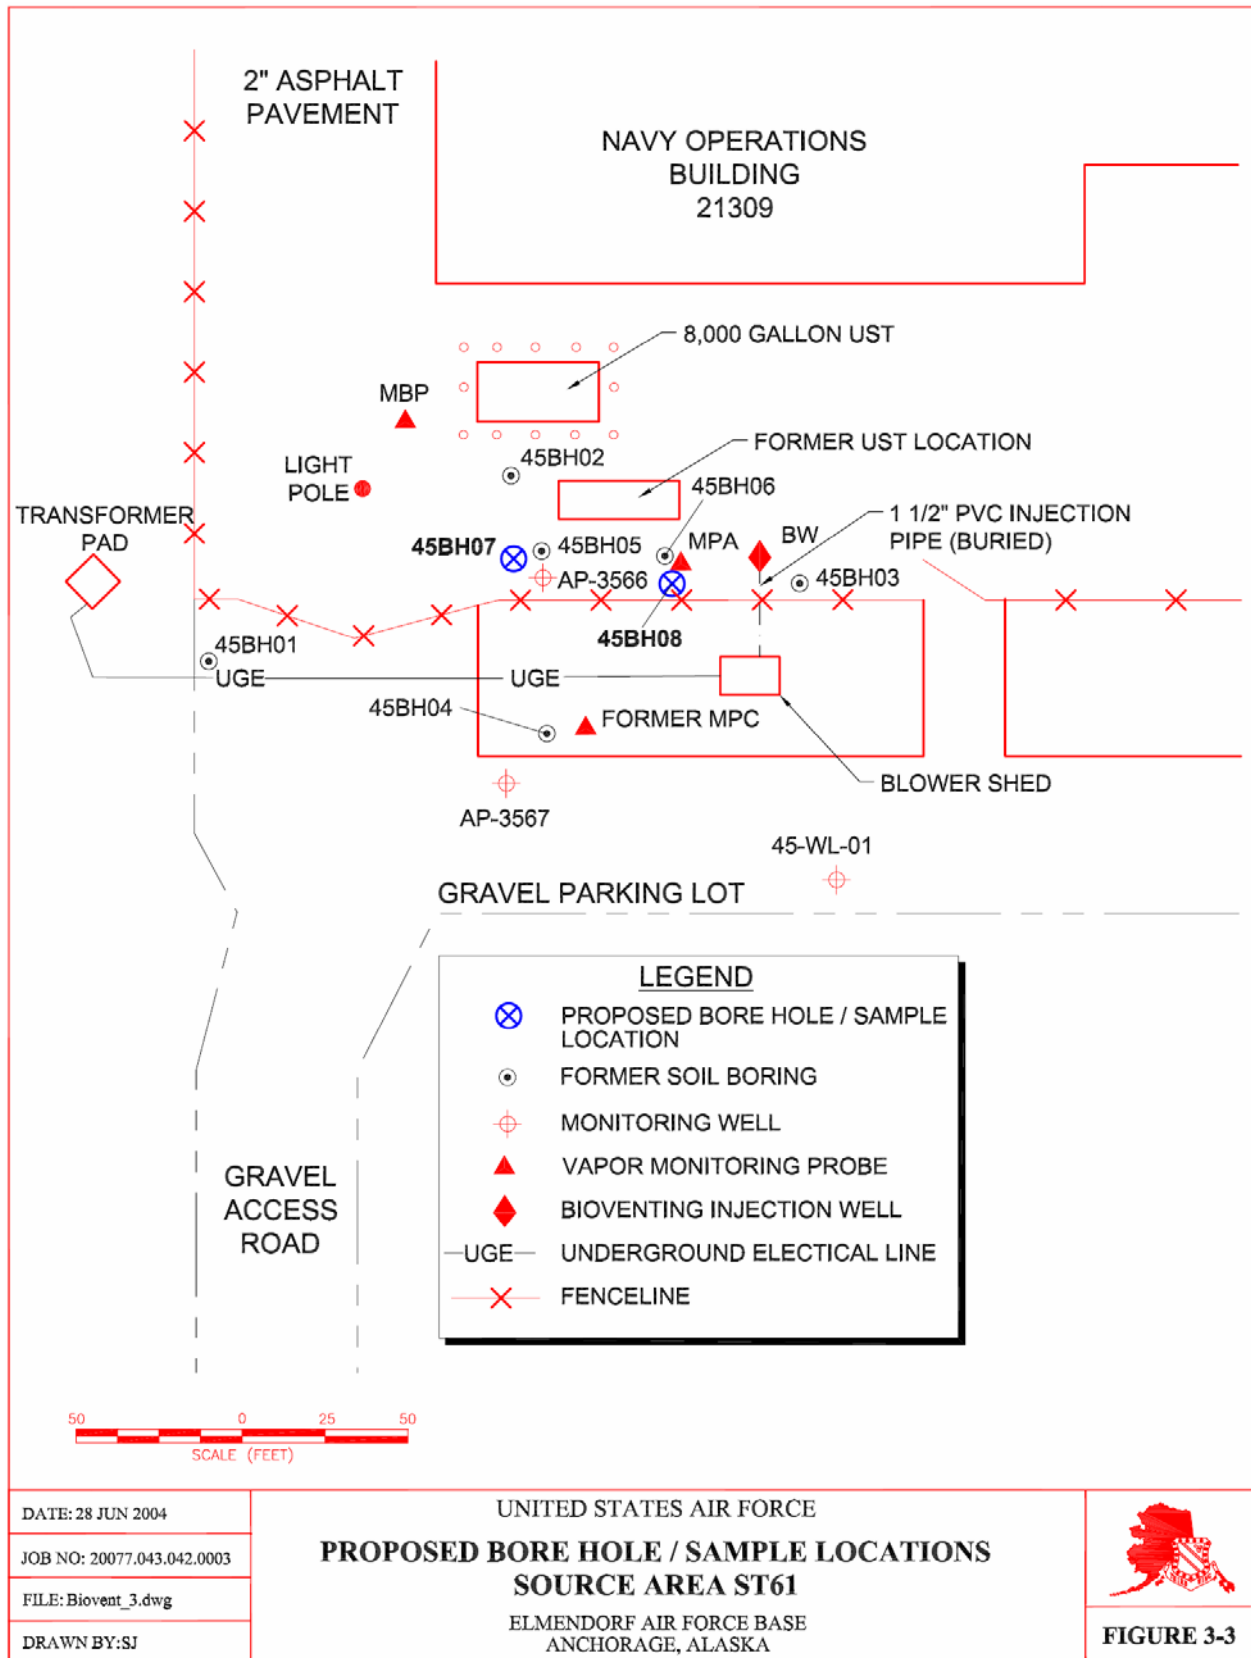 2" ASPHALT
PAVEMENT
NAVY OPERATIONS
BUILDING
21309
8,000 GALLON UST
MBP
FORMER UST LOCATION
45BH02
LIGHT
POLE
45BH06
TRANSFORMER
PAD
1 1/2" PVC INJECTION
PIPE (BURIED)
45BH07
45BH05
MPA
BW
AP-3566
45BH03
45BH08
45BH01
UGE
UGE
45BH04
FORMER MPC
BLOWER SHED
AP-3567
45-WL-01
GRAVEL PARKING LOT
LEGEND
PROPOSED BORE HOLE / SAMPLE
LOCATION
FORMER SOIL BORING
MONITORING WELL
VAPOR MONITORING PROBE
BIOVENTING INJECTION WELL
UGE UNDERGROUND ELECTICAL LINE
FENCELINE
GRAVEL
ACCESS
ROAD
50 0 25 50
SCALE (FEET)
DATE: 28 JUN 2004
JOB NO: 20077.043.042.0003
FILE: Biovent_3.dwg
DRAWN BY:SJ
UNITED STATES AIR FORCE
PROPOSED BORE HOLE / SAMPLE LOCATIONS
SOURCE AREA ST61
ELMENDORF AIR FORCE BASE
ANCHORAGE, ALASKA
FIGURE 3-3